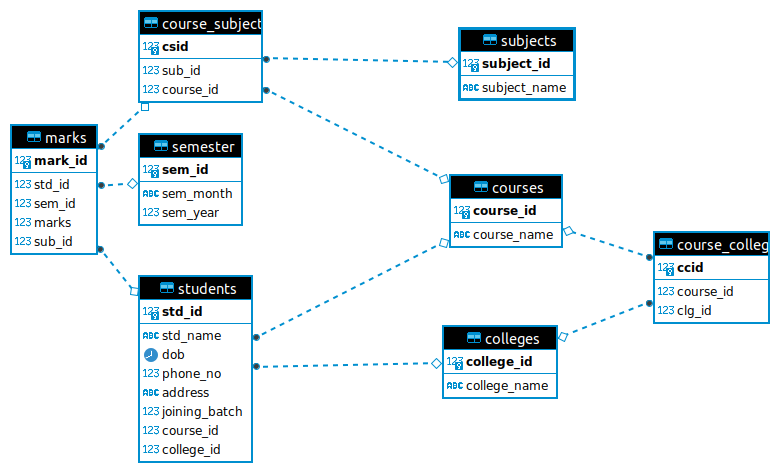 course_subject
123 csid
123 sub_id
123 course_id
subjects
123 subject_id
ABC subject_name
marks
123 mark_id
123 std_id
123 sem_id
123 marks
123 sub_id
semester
123 sem_id
ABC sem_month
123 sem_year
courses
123 course_id
ABC course_name
course_colleg
123 ccid
123 course_id
123 clg_id
students
123 std_id
ABC std_name
dob
123 phone_no
ABC address
123 joining_batch
123 course_id
123 college_id
colleges
123 college_id
ABC college_name